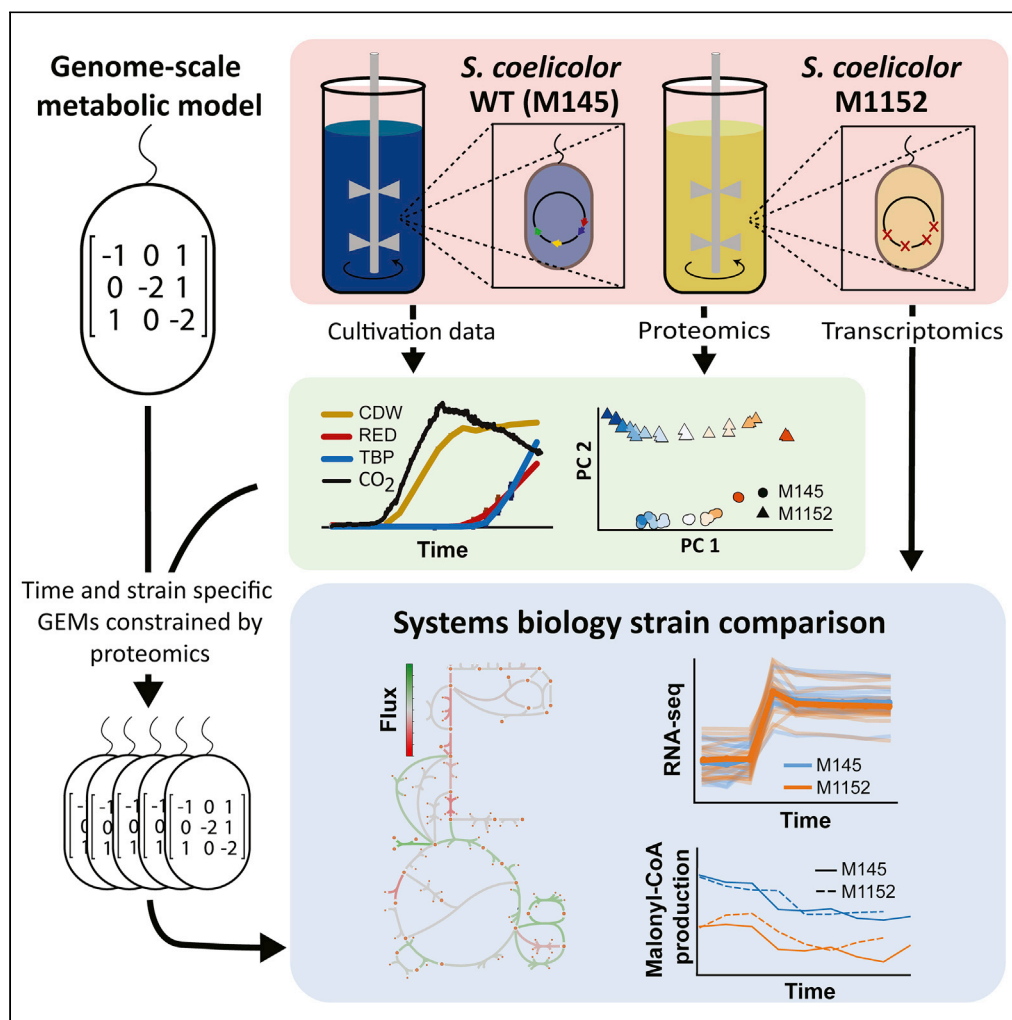 Genome-scale
metabolic model
-1 0 1
0 -2 1
1 0 -2
S. coelicolor
WT (M145)
S. coelicolor
M1152
Cultivation data
Proteomics
Transcriptomics
CDW
RED
TBP
CO2
Time
PC 2
M145
M1152
PC 1
Time and strain specific
GEMs constrained by
proteomics
-1 0 1
0 -2 1
1 0 -2
Systems biology strain comparison
Flux
RNA-seq
M145
M1152
Time
Malonyl-CoA
production
M145
M1152
Time